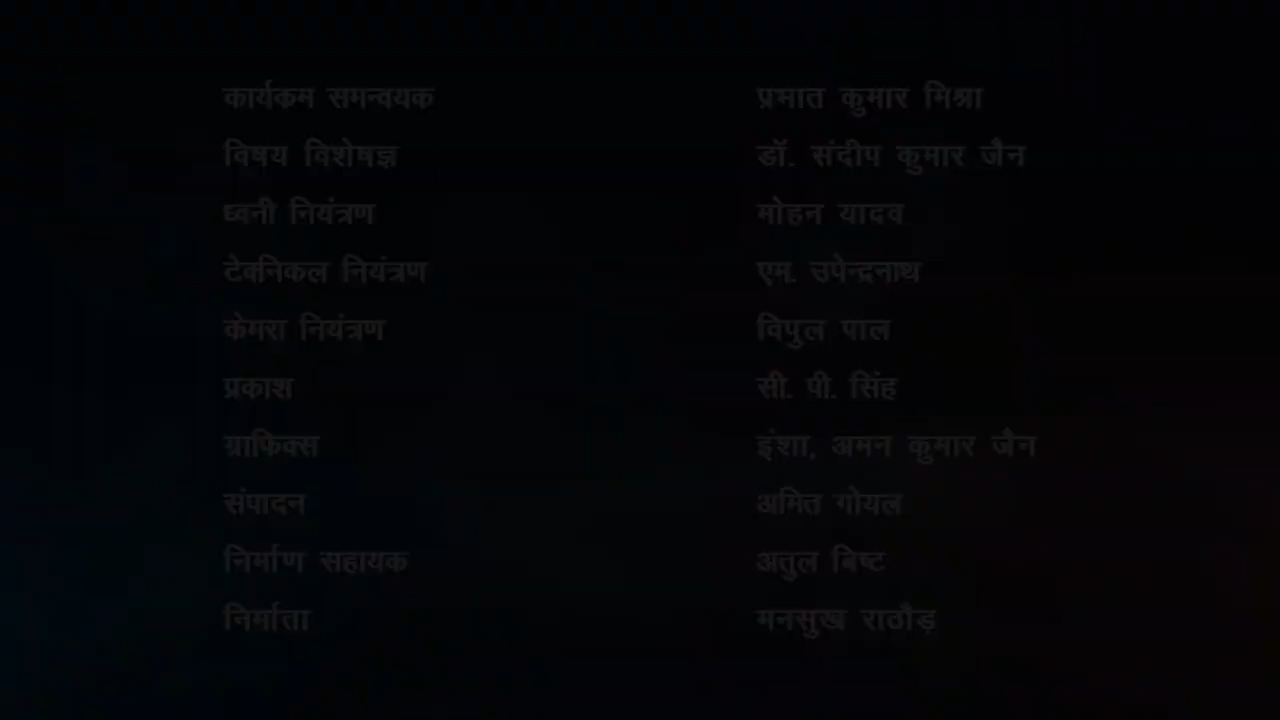 कार्यक्रम समन्वयक प्रभात कुमार मिश्रा
विषय विशेषज्ञ डॉ. संदीप कुमार जैन
ध्वनी नियंत्रण मोहन यादव
टेक्निकल नियंत्रण एम. उपेन्द्रनाथ
केमरा नियंत्रण विपुल पाल
प्रकाश सी. पी. सिंह
ग्राफिक्स इंशा, अमन कुमार जैन
संपादन अमित गोयल
निर्माण सहायक अतुल बिष्ट
निर्माता मनसुख राठौड़